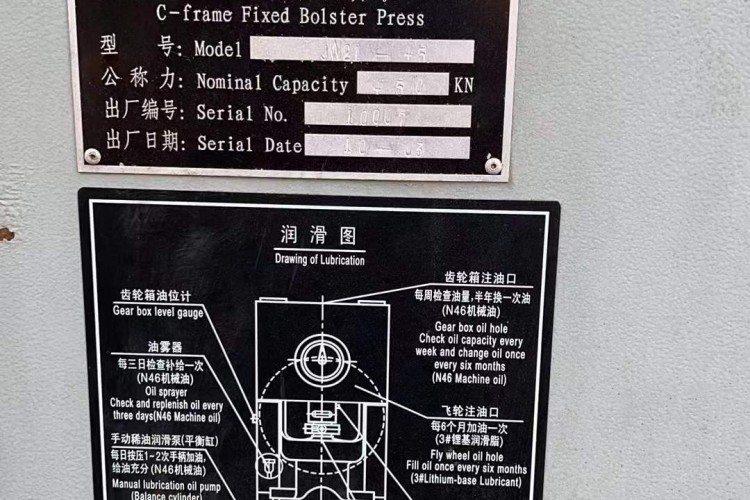 C-frame Fixed Bolster Press
型 号: Model JH21-45
公 称 力: Nominal Capacity 450 KN
出厂编号: Serial No.
出厂日期: Serial Date 10-03
润 滑 图
Drawing of Lubrication
齿轮箱油位计
Gear box level gauge
油雾器
每三日检查补给一次
(N46机械油)
Oil sprayer
Check and replenish oil every
three days(N46 Machine oil)
手动稀油润滑泵(平衡缸)
每日按压1~2次手柄加油,
给油充分(N46机械油)
Manual lubrication oil pump
(Balance cylinder)
齿轮箱注油口
每周检查油量,半年换一次油
(N46机械油)
Gear box oil hole
Check oil capacity every
week and change oil once
every six months
(N46 Machine oil)
飞轮注油口
每6个月加油一次
(3#锂基润滑脂)
Fly wheel oil hole
Fill oil once every six months
(3#Lithium-base Lubricant)